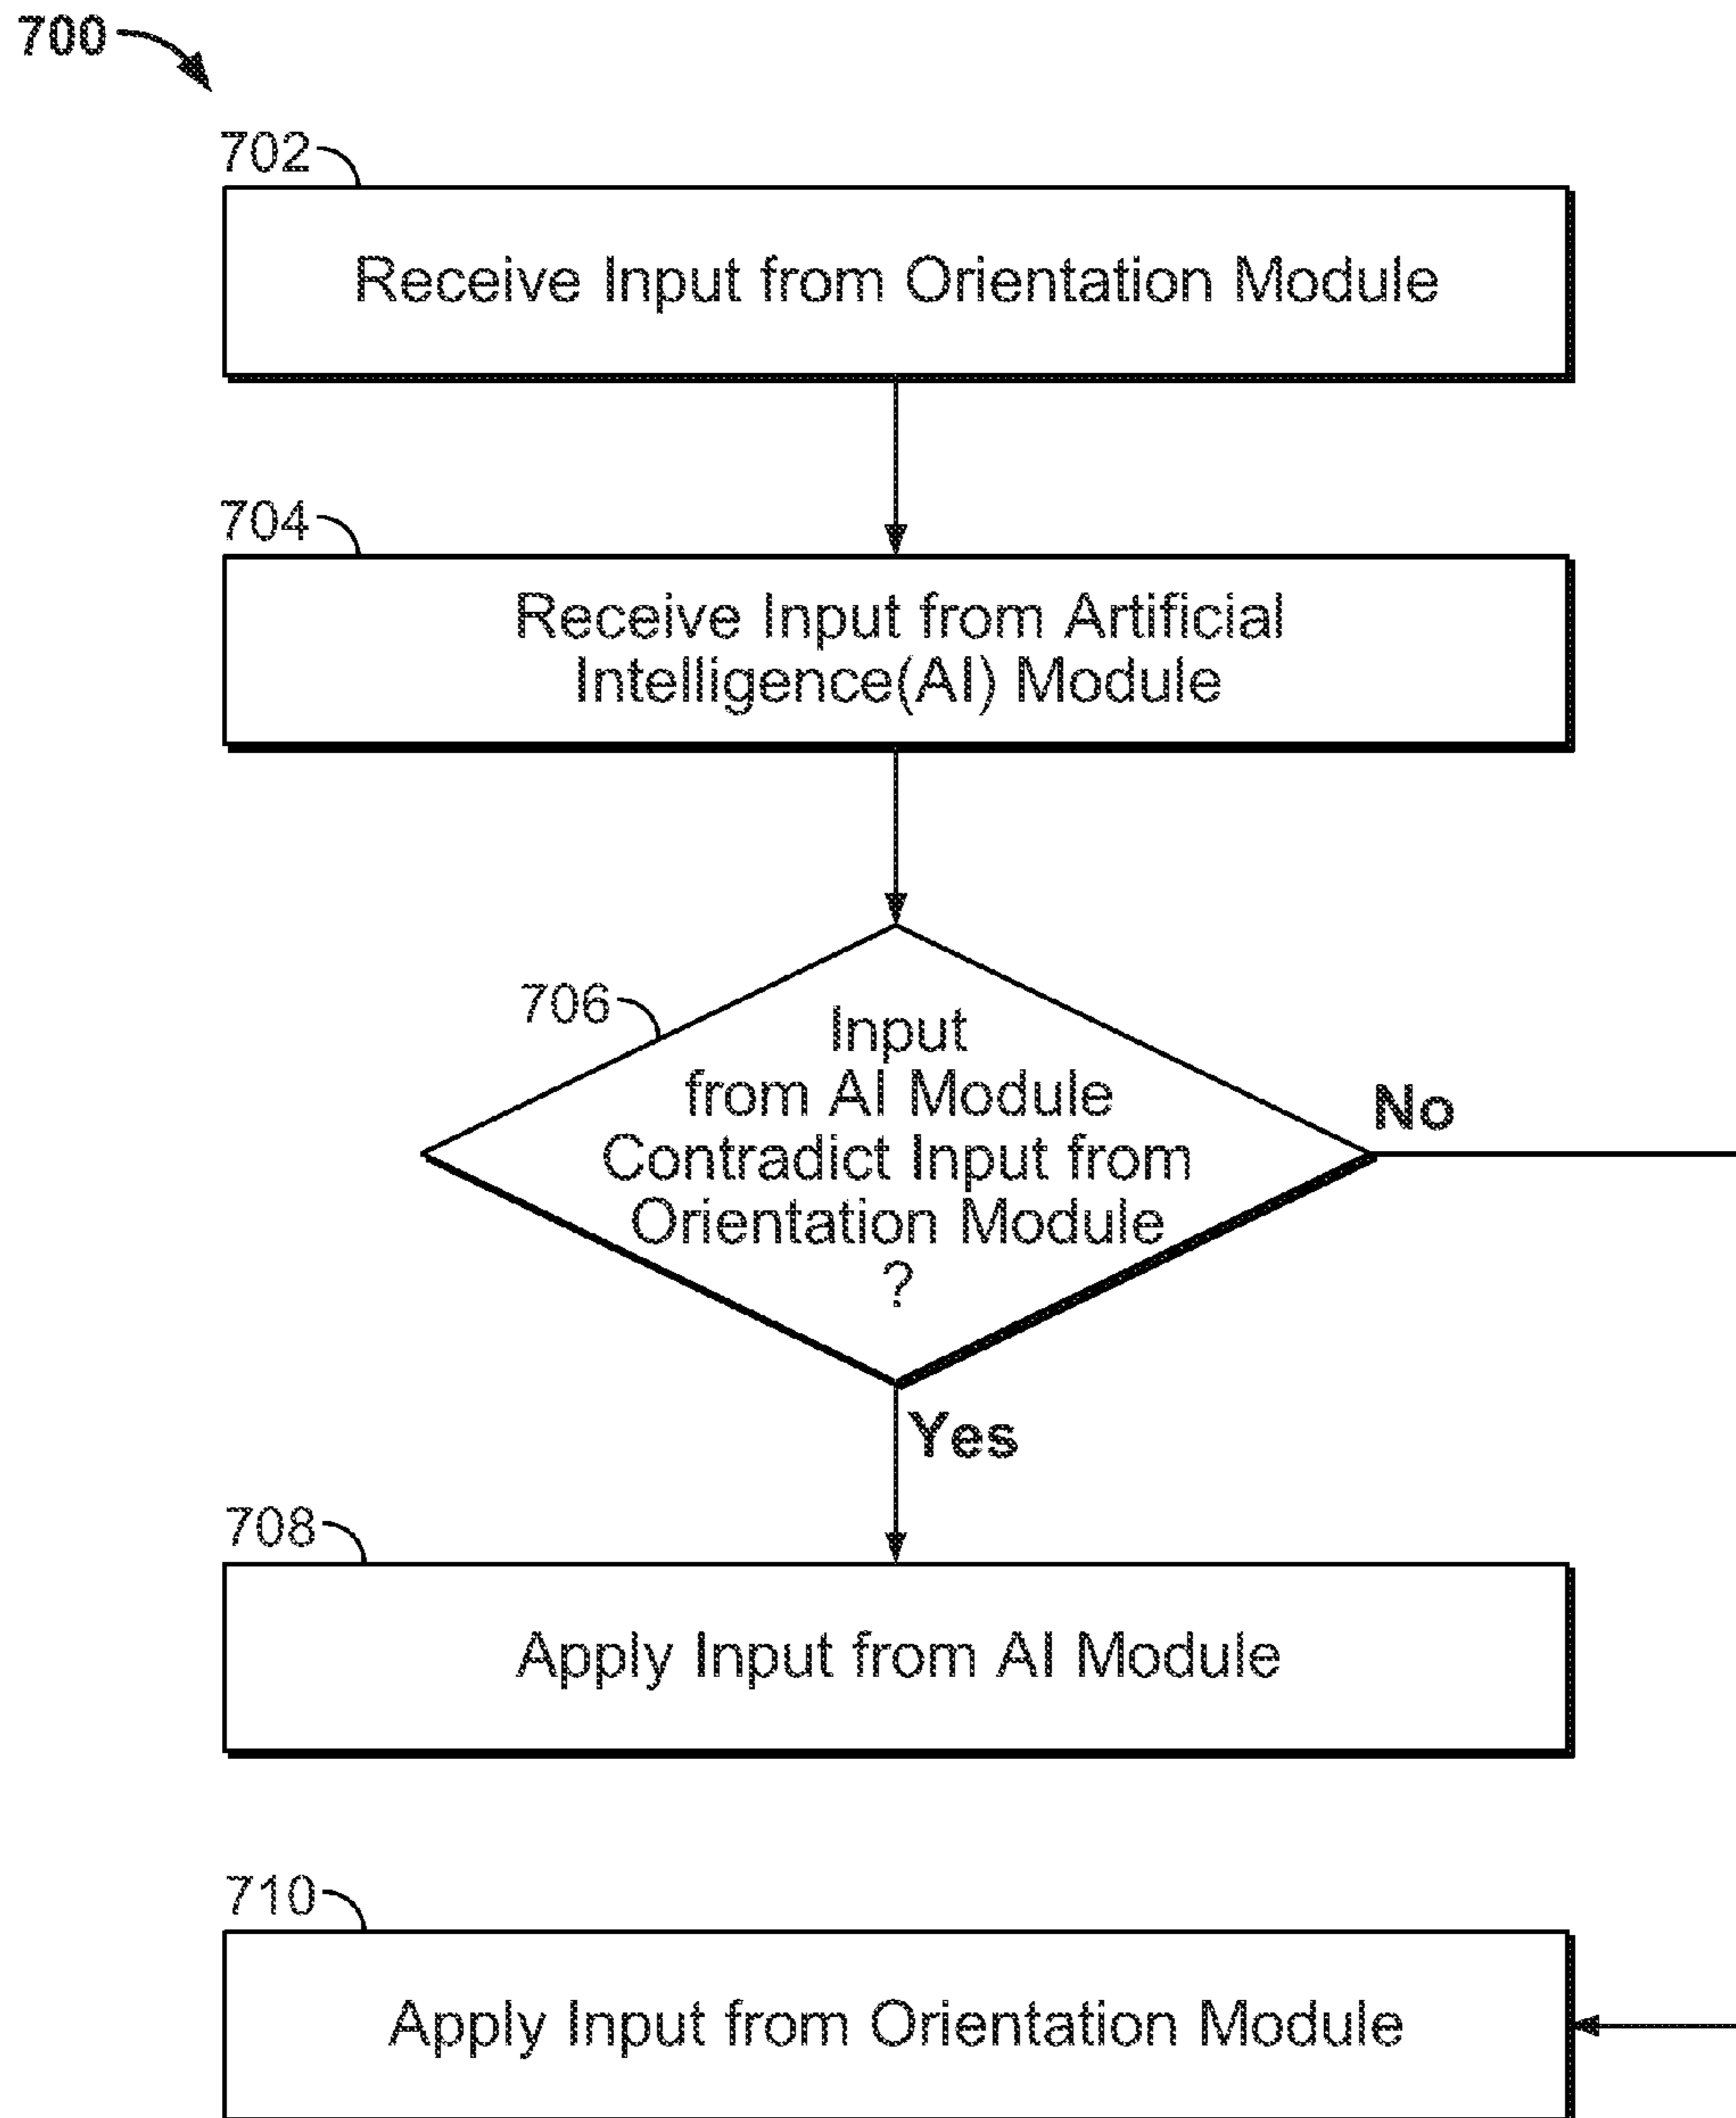 700
702
Receive Input from Orientation Module
704
Receive Input from Artificial
Intelligence(AI) Module
706
Input
from AI Module
Contradict Input from
Orientation Module
?
No
Yes
708
Apply Input from AI Module
710
Apply Input from Orientation Module